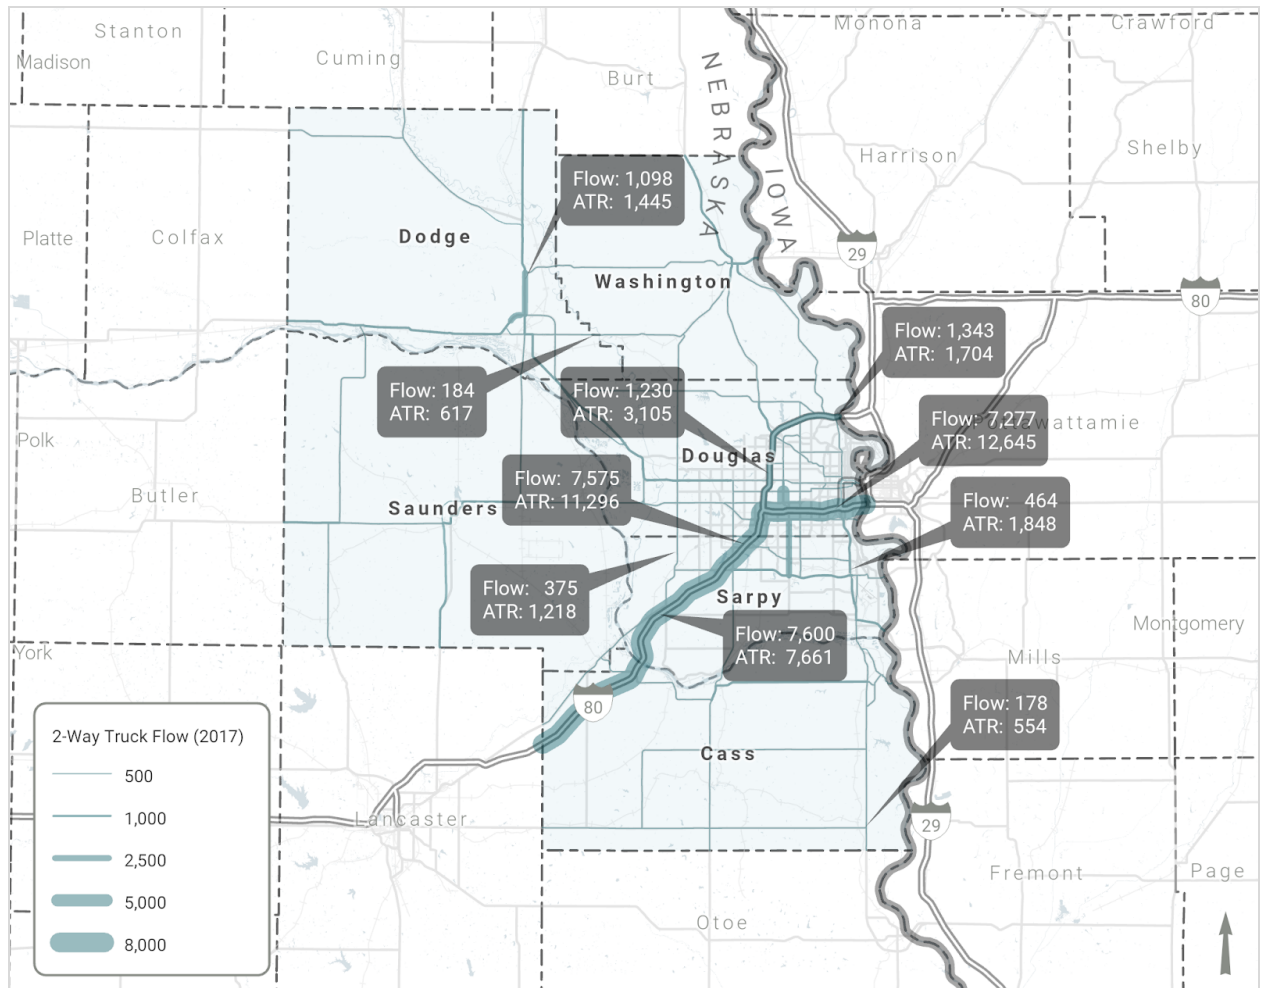 Stanton
Madison
Cuming
Burt
Monona
Crawford
NEBRASKA
IOWA
Harrison
Shelby
Platte
Colfax
Dodge
Washington
Flow: 1,098
ATR: 1,445
29
80
Flow: 1,343
ATR: 1,704
Flow: 184
ATR: 617
Flow: 1,230
ATR: 3,105
Flow: 7,277
ATR: 12,645
Pottawattamie
Polk
Douglas
Butler
Saunders
Flow: 7,575
ATR: 11,296
Flow: 464
ATR: 1,848
Flow: 375
ATR: 1,218
Sarpy
Flow: 7,600
ATR: 7,661
Montgomery
York
Mills
80
Flow: 178
ATR: 554
Cass
Lancaster
29
Fremont
Page
Otoe
2-Way Truck Flow (2017)
500
1,000
2,500
5,000
8,000